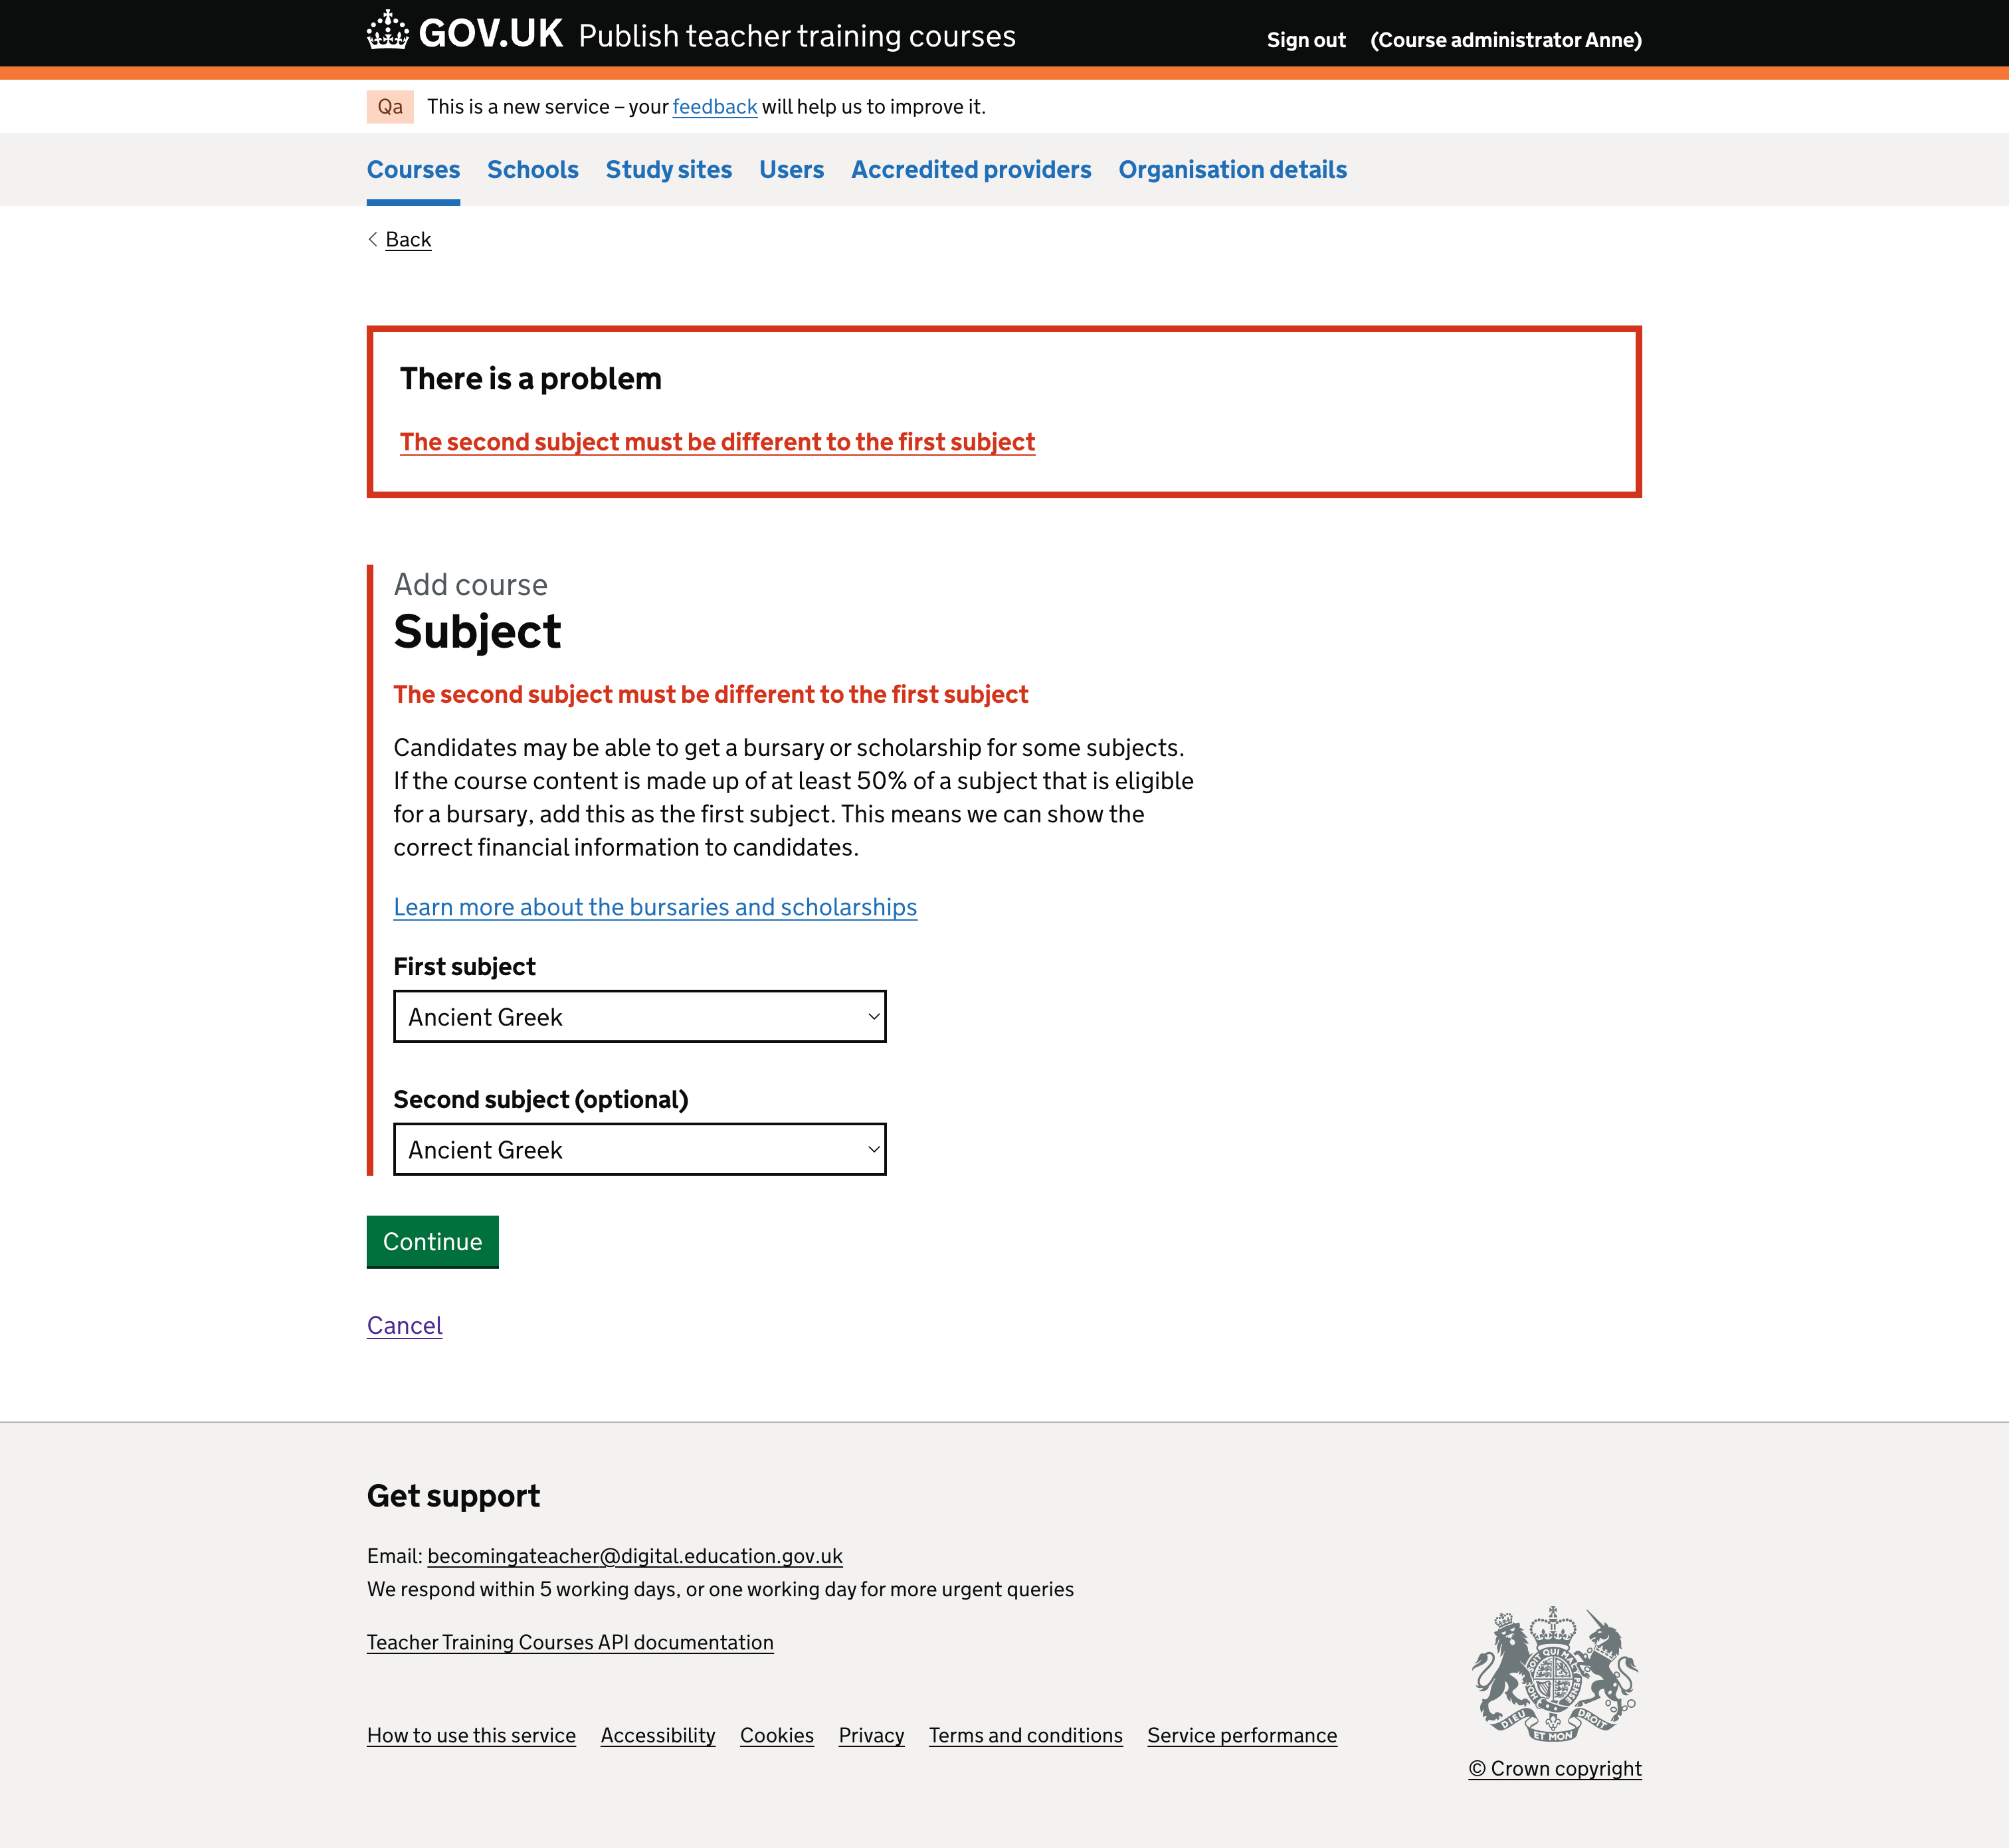 GOV.UK Publish teacher training courses
Sign out (Course administrator Anne)
Qa This is a new service – your feedback will help us to improve it.
Courses Schools Study sites Users Accredited providers Organisation details
Back
There is a problem
The second subject must be different to the first subject
Add course
Subject
The second subject must be different to the first subject
Candidates may be able to get a bursary or scholarship for some subjects.
If the course content is made up of at least 50% of a subject that is eligible
for a bursary, add this as the first subject. This means we can show the
correct financial information to candidates.
Learn more about the bursaries and scholarships
First subject
Ancient Greek
Second subject (optional)
Ancient Greek
Continue
Cancel
Get support
Email: becomingateacher@digital.education.gov.uk
We respond within 5 working days, or one working day for more urgent queries
Teacher Training Courses API documentation
How to use this service Accessibility Cookies Privacy Terms and conditions Service performance
DIEU ET MON DROIT
© Crown copyright